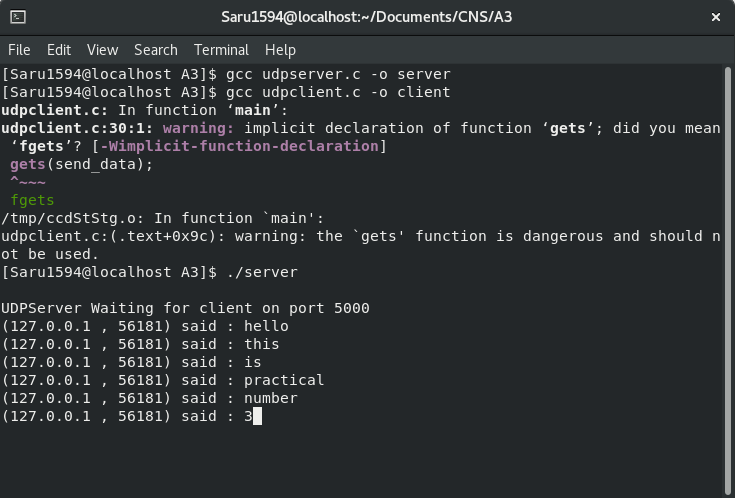 Saru1594@localhost:~/Documents/CNS/A3
File Edit View Search Terminal Help
[Saru1594@localhost A3]$ gcc udpserver.c -o server
[Saru1594@localhost A3]$ gcc udpclient.c -o client
udpclient.c: In function ‘main’:
udpclient.c:30:1: warning: implicit declaration of function ‘gets’; did you mean
‘fgets’? [-Wimplicit-function-declaration]
gets(send_data);
^~~~
fgets
/tmp/ccdStStg.o: In function `main':
udpclient.c:(.text+0x9c): warning: the `gets' function is dangerous and should n
ot be used.
[Saru1594@localhost A3]$ ./server
UDPServer Waiting for client on port 5000
(127.0.0.1 , 56181) said : hello
(127.0.0.1 , 56181) said : this
(127.0.0.1 , 56181) said : is
(127.0.0.1 , 56181) said : practical
(127.0.0.1 , 56181) said : number
(127.0.0.1 , 56181) said : 3